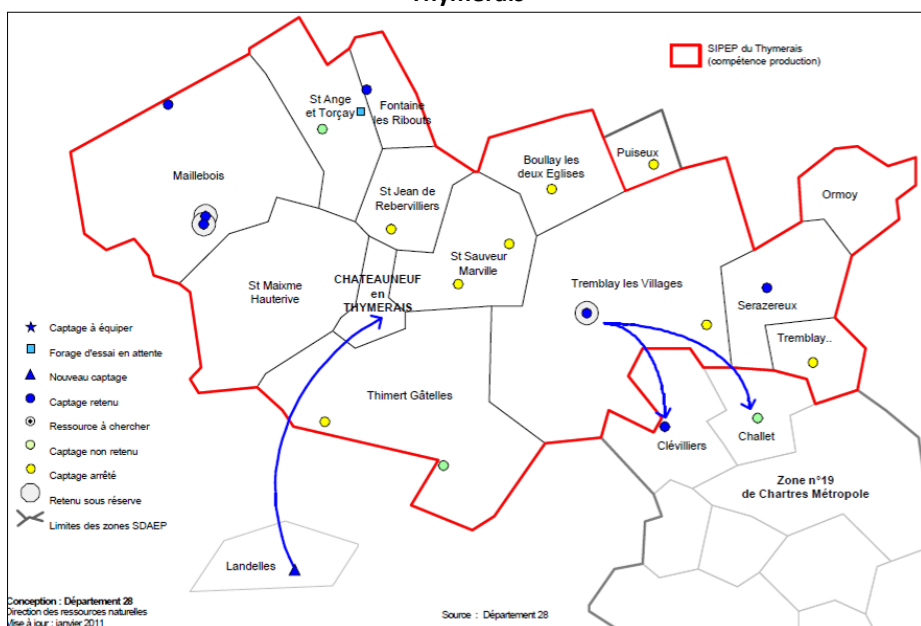 Thymerais
SIPEP du Thymerais
(compétence production)
St Ange
et Torçay
Fontaine
les Ribouts
Maillebois
Boullay les
deux Eglises
Puiseux
Ormoy
St Jean de
Rebervilliers
St Sauveur
Marville
St Maixme
Hauterive
CHATEAUNEUF
en
THYMERAIS
Tremblay les Villages
Serazereux
Tremblay..
Thimert Gâtelles
Clévilliers
Challet
Zone n°19
de Chartres Métropole
Landelles
Captage à équiper
Forage d'essai en attente
Nouveau captage
Captage retenu
Ressource à chercher
Captage non retenu
Captage arrêté
Retenu sous réserve
Limites des zones SDAEP
Conception : Département 28
Direction des ressources naturelles
Mise à jour : janvier 2011
Source : Département 28